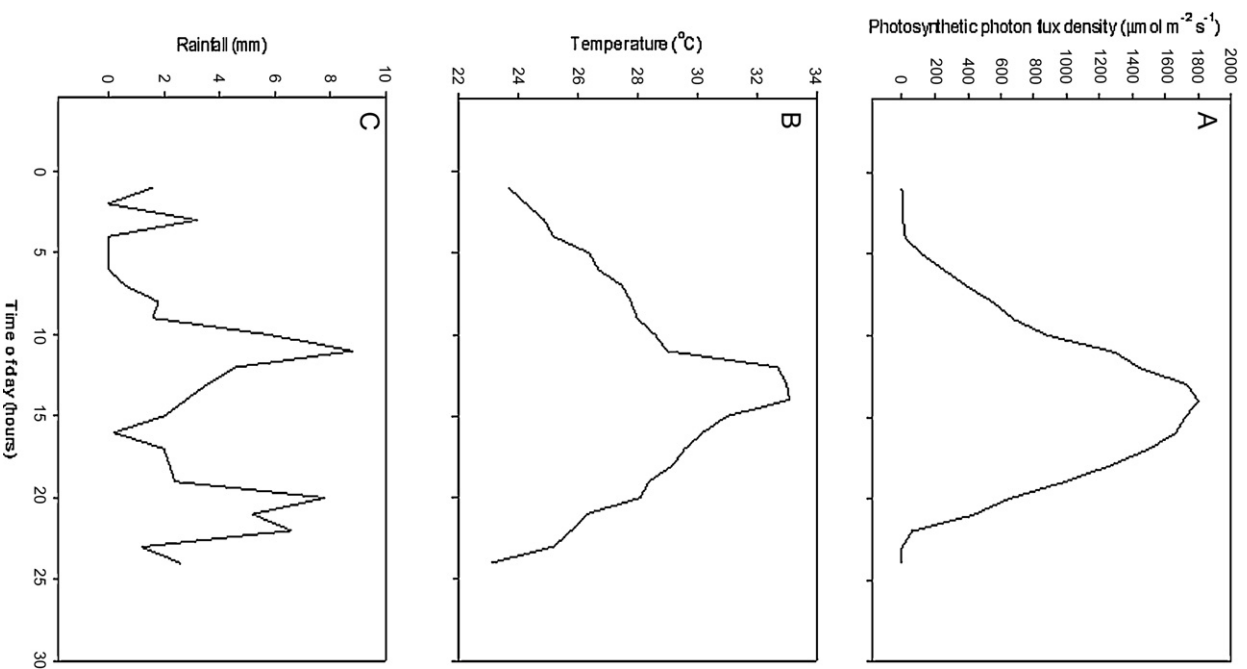 Photosynthetic photon flux density (µmol m⁻² s⁻¹)
0 200 400 600 800 1000 1200 1400 1600 1800 2000
A
Temperature (°C)
22 24 26 28 30 32 34
B
Rainfall (mm)
0 2 4 6 8 10
C
0 5 10 15 20 25 30
Time of day (hours)